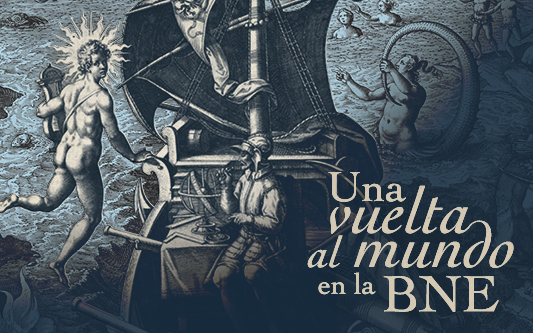 Una
vuelta
al mundo
en la BNE